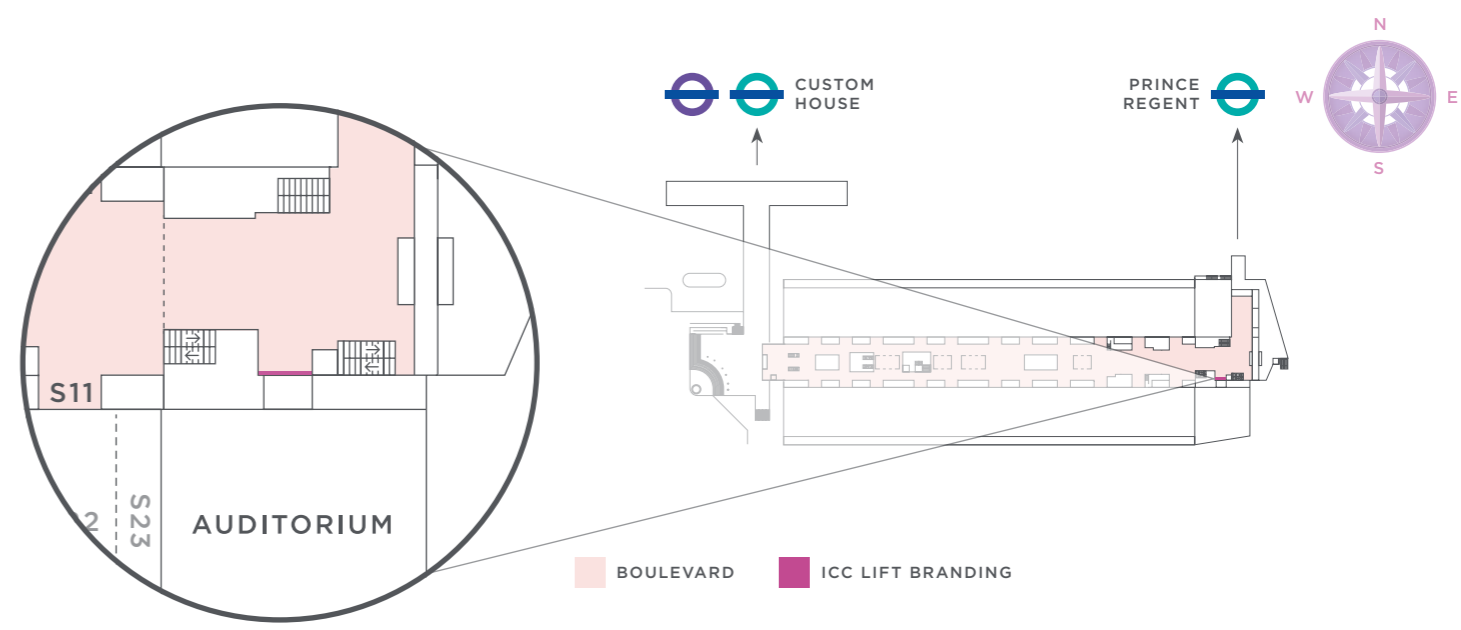 N
W
E
S
CUSTOM
HOUSE
PRINCE
REGENT
S11
S23
AUDITORIUM
BOULEVARD
ICC LIFT BRANDING